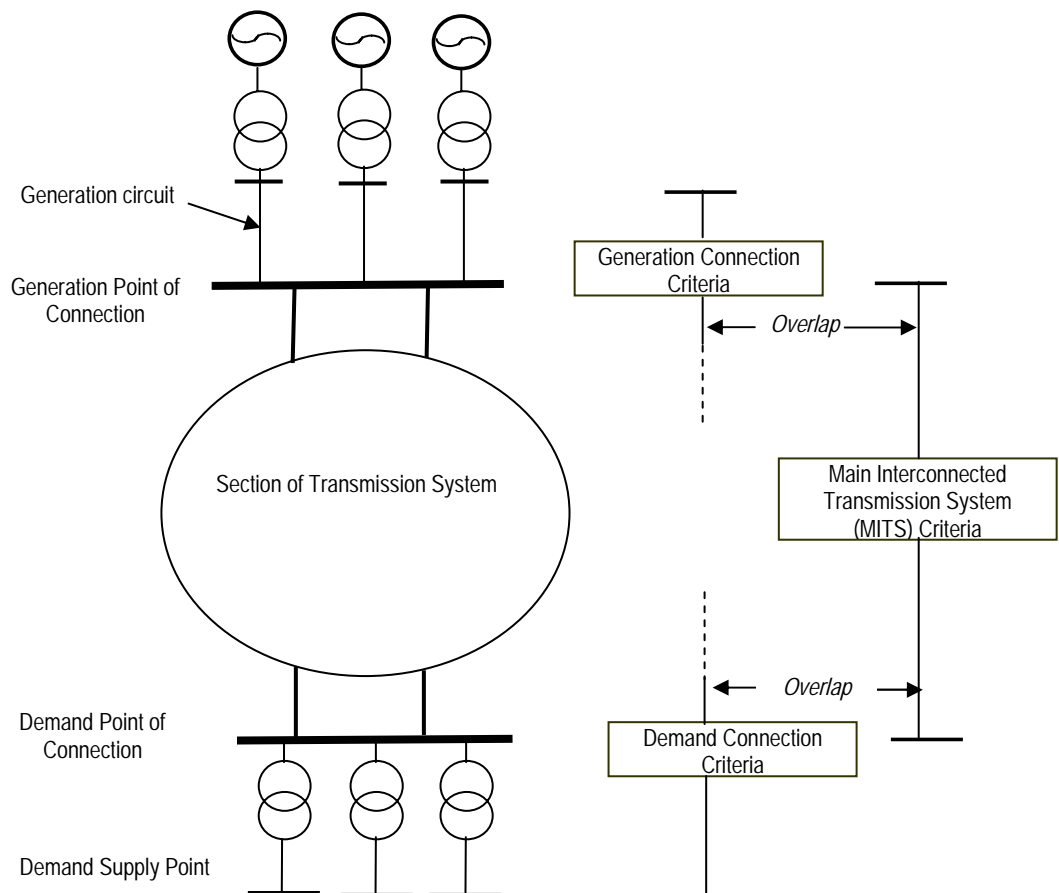 Generation circuit
Generation Point of
Connection
Generation Connection
Criteria
Overlap
Section of Transmission System
Main Interconnected
Transmission System
(MITS) Criteria
Overlap
Demand Point of
Connection
Demand Connection
Criteria
Demand Supply Point